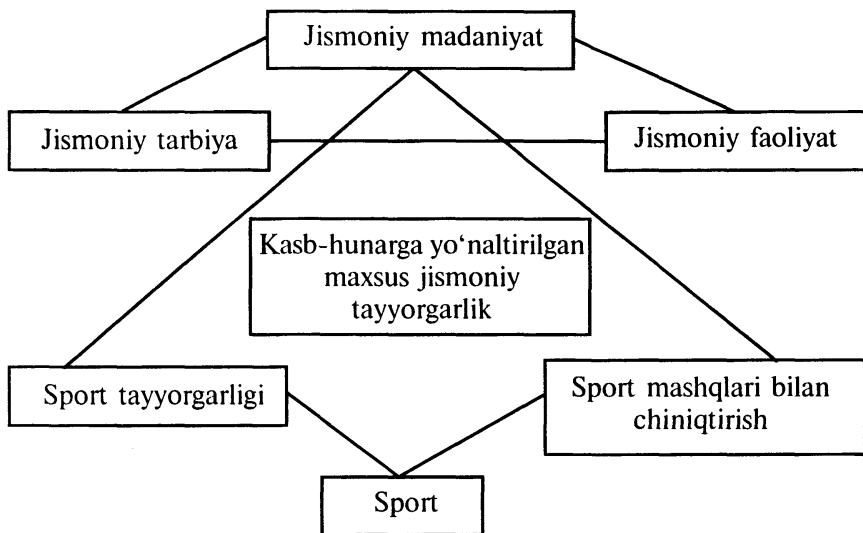 Jismoniy madaniyat
Jismoniy tarbiya
Jismoniy faoliyat
Kasb-hunarga yo‘naltirilgan
maxsus jismoniy
tayyorgarlik
Sport tayyorgarligi
Sport mashqlari bilan
chiniqtirish
Sport